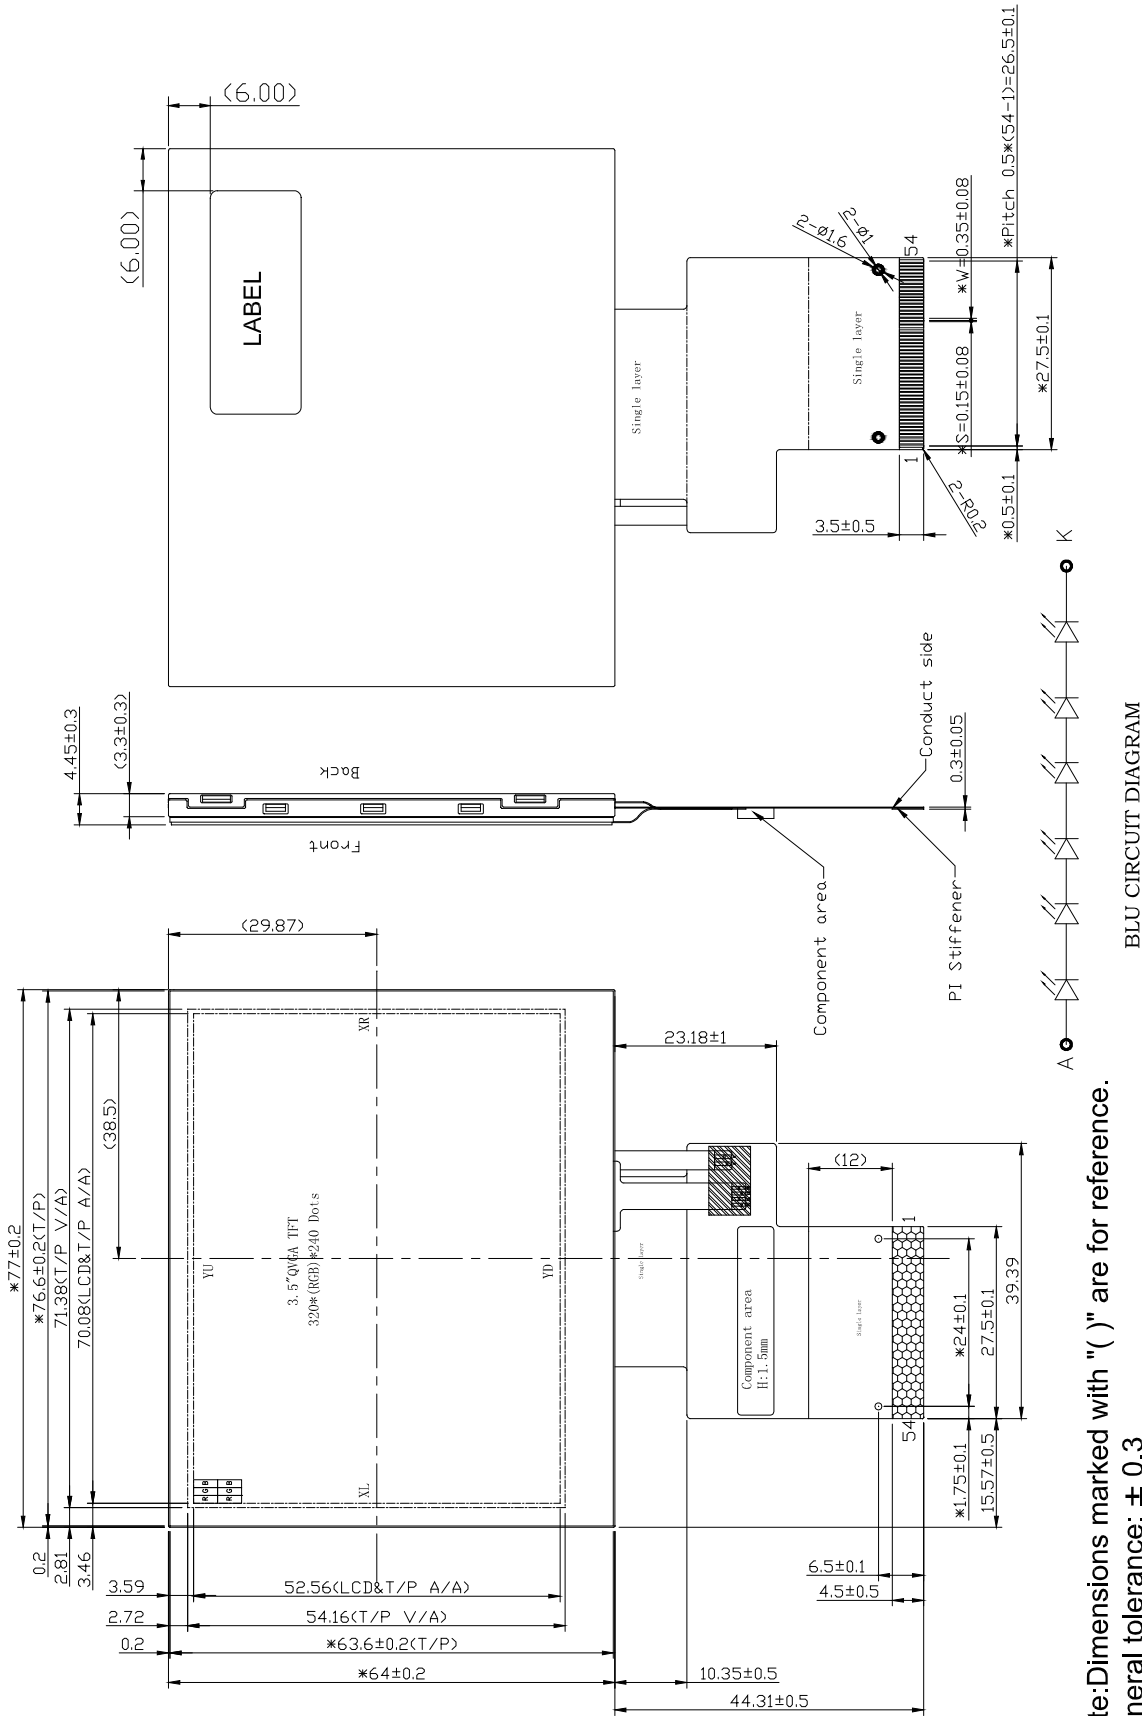 (6.00)
(6.00)
LABEL
2-ø1.6
2-ø1
Single layer
Single layer
54
1
*Pitch 0.5*(54-1)=26.5±0.1
*W=0.35±0.08
*S=0.15±0.08
*27.5±0.1
*0.5±0.1
2-R0.2
3.5±0.5
4.45±0.3
(3.3±0.3)
Back
Front
Conduct side
0.3±0.05
Component area
PI Stiffener
A
K
BLU CIRCUIT DIAGRAM
*77±0.2
*76.6±0.2(T/P)
71.38(T/P V/A)
70.08(LCD&T/P A/A)
(38.5)
(29.87)
0.2
2.81
3.46
XR
YU
3.5"QVGA TFT
320*(RGB)*240 Dots
YD
XL
R G B
R G B
3.59
52.56(LCD&T/P A/A)
2.72
54.16(T/P V/A)
0.2
*63.6±0.2(T/P)
*64±0.2
23.18±1
Single layer
Component area
H:1.5mm
(12)
Single layer
1
54
39.39
*24±0.1
27.5±0.1
*1.75±0.1
15.57±0.5
6.5±0.1
4.5±0.5
10.35±0.5
44.31±0.5
te:Dimensions marked with "( )" are for reference.
neral tolerance: ± 0.3